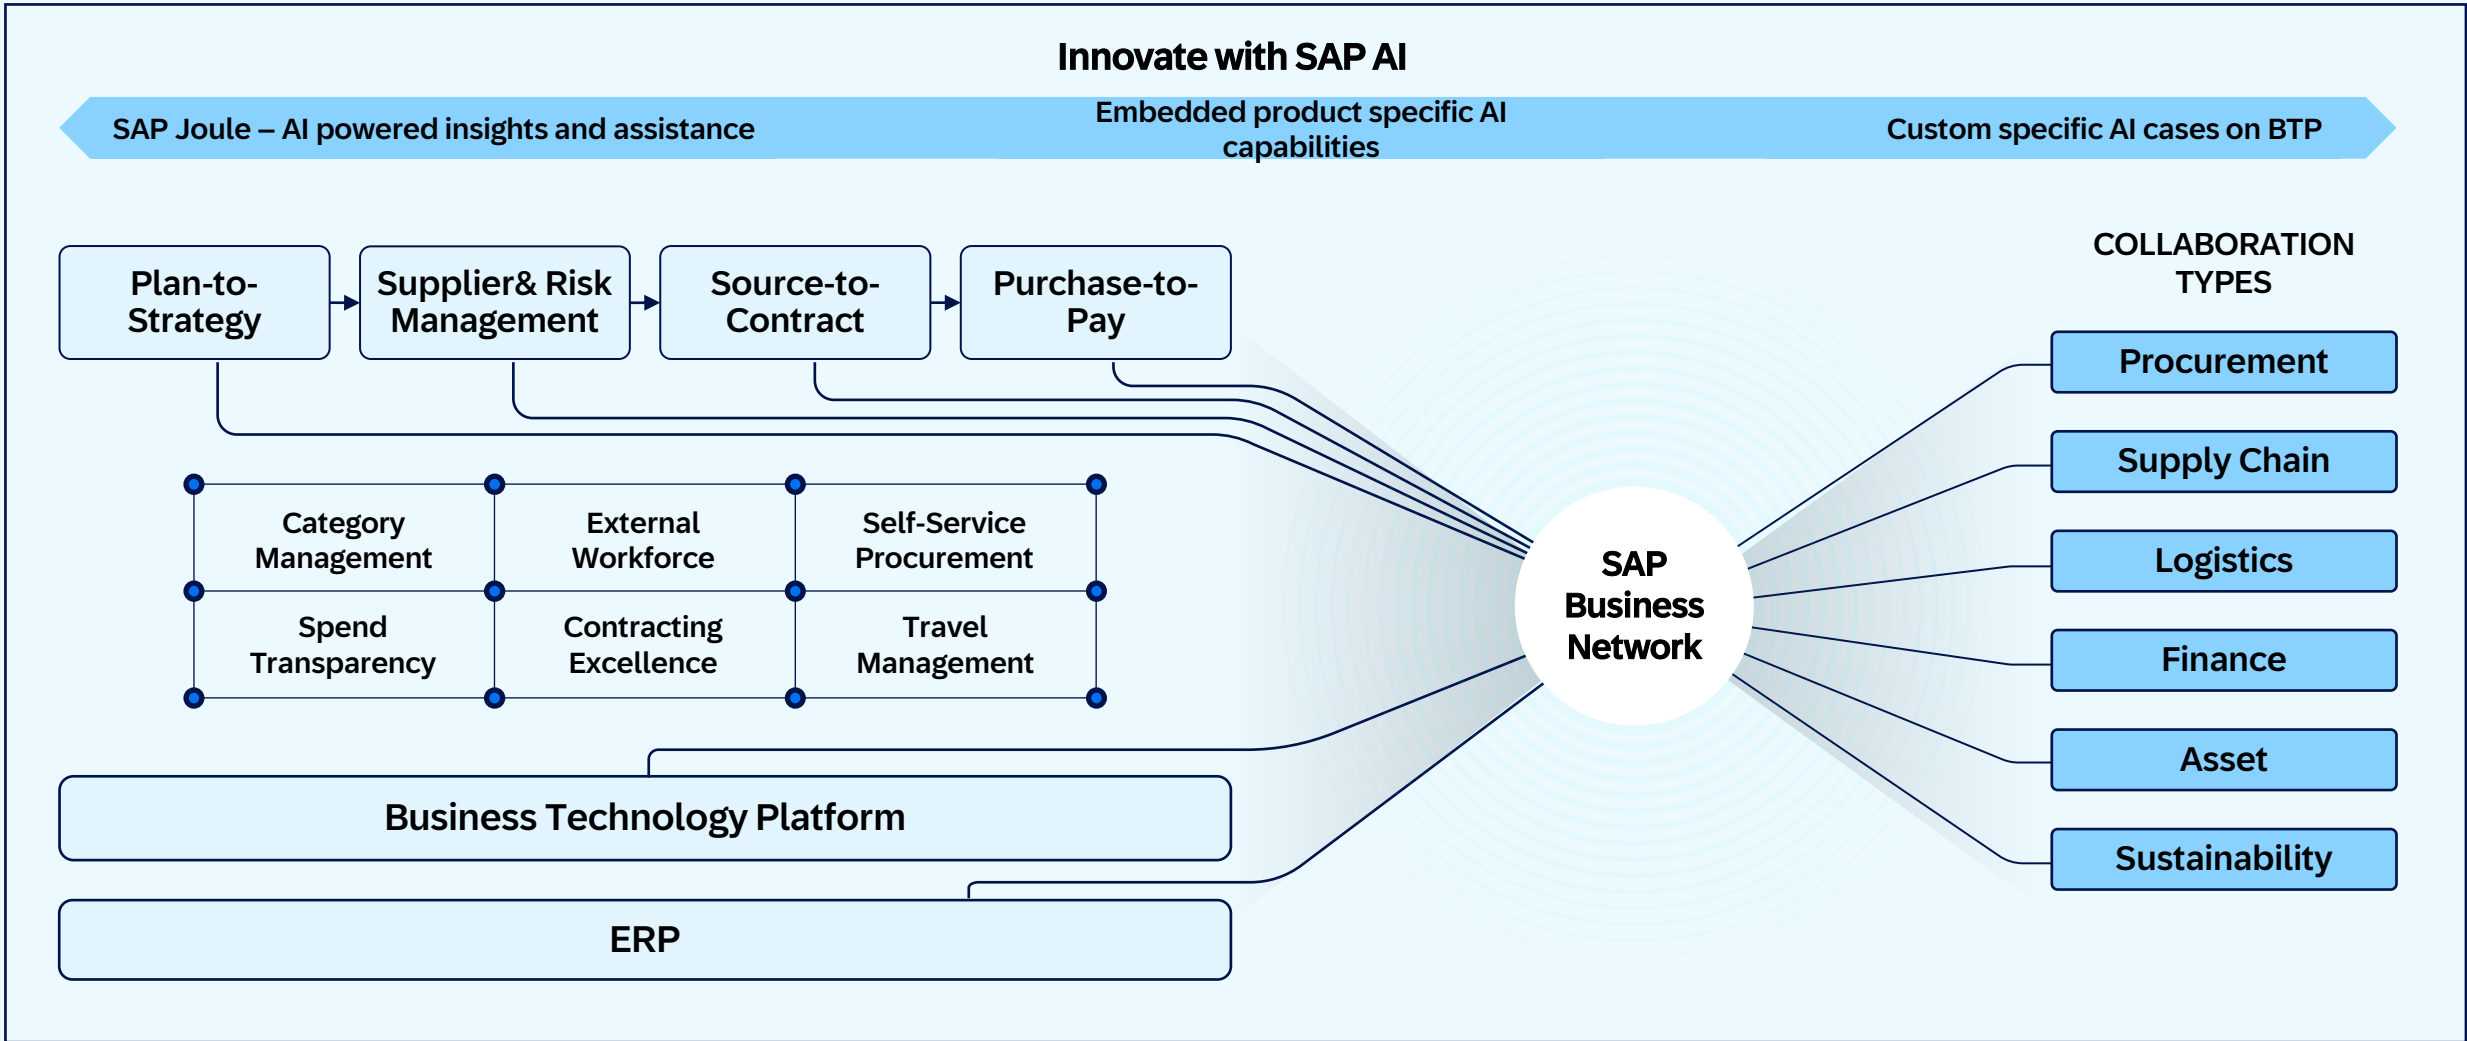 Innovate with SAP AI
SAP Joule – AI powered insights and assistance
Embedded product specific AI
capabilities
Custom specific AI cases on BTP
Plan-to-
Strategy
Supplier& Risk
Management
Source-to-
Contract
Purchase-to-
Pay
Category
Management
External
Workforce
Self-Service
Procurement
Spend
Transparency
Contracting
Excellence
Travel
Management
Business Technology Platform
ERP
SAP
Business
Network
COLLABORATION
TYPES
Procurement
Supply Chain
Logistics
Finance
Asset
Sustainability